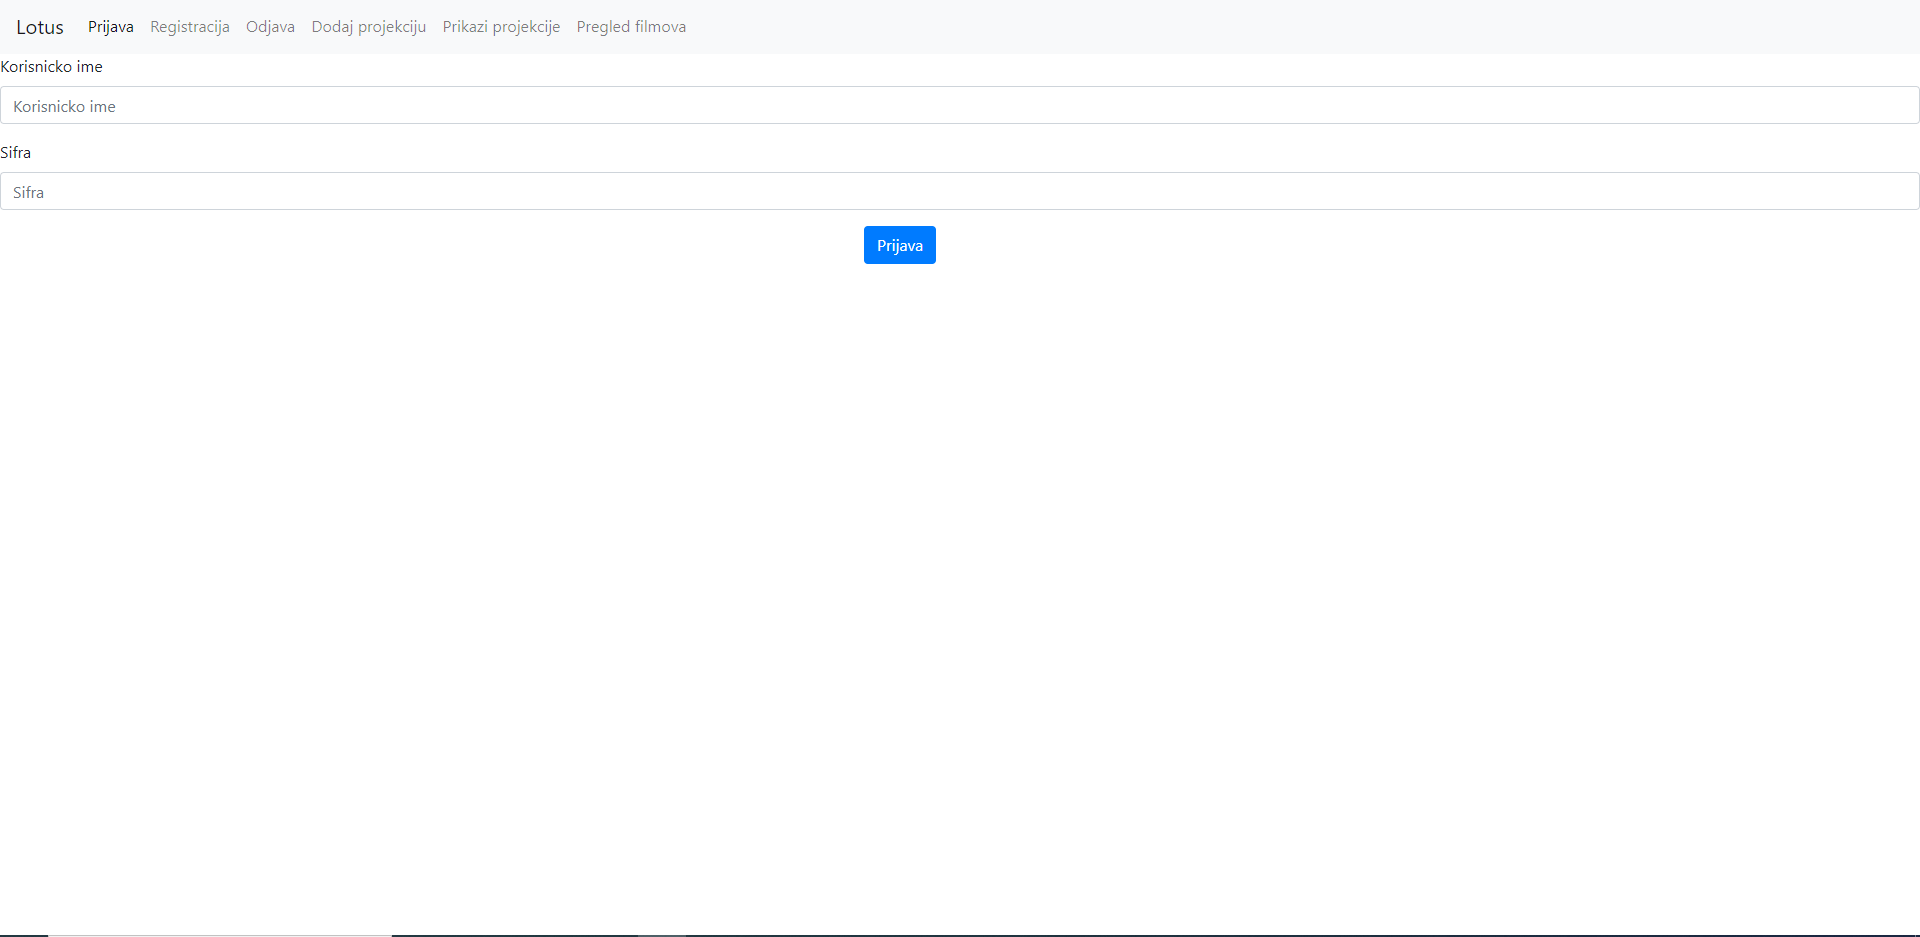 Lotus Prijava Registracija Odjava Dodaj projekciju Prikazi projekcije Pregled filmova
Korisnicko ime
Korisnicko ime
Sifra
Sifra
Prijava